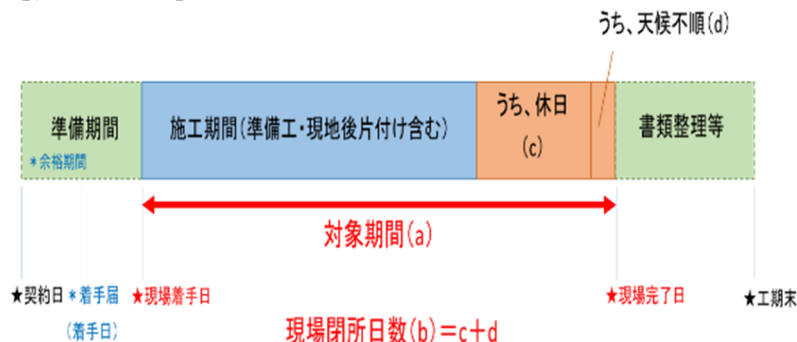 うち、天候不順(d)
準備期間
*余裕期間
施工期間(準備工・現地後片付け含む)
うち、休日
(c)
書類整理等
対象期間(a)
★契約日
*着手届
(着手日)
★現場着手日
★現場完了日
★工期末
現場閉所日数(b)=c+d